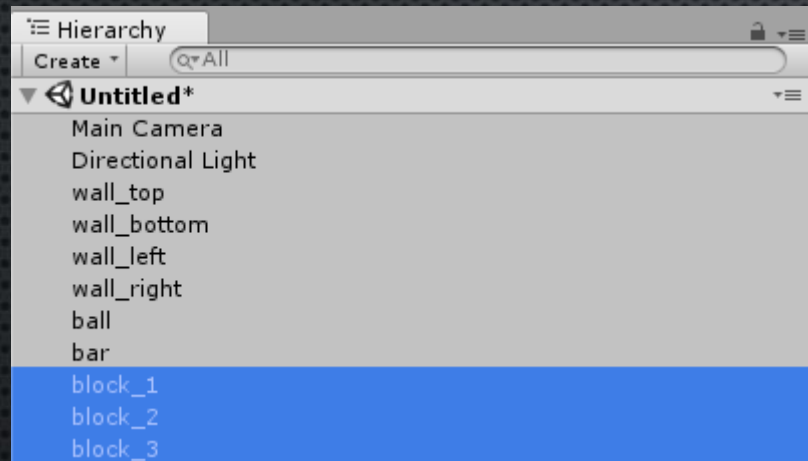 Hierarchy
Create All
Untitled*
Main Camera
Directional Light
wall_top
wall_bottom
wall_left
wall_right
ball
bar
block_1
block_2
block_3